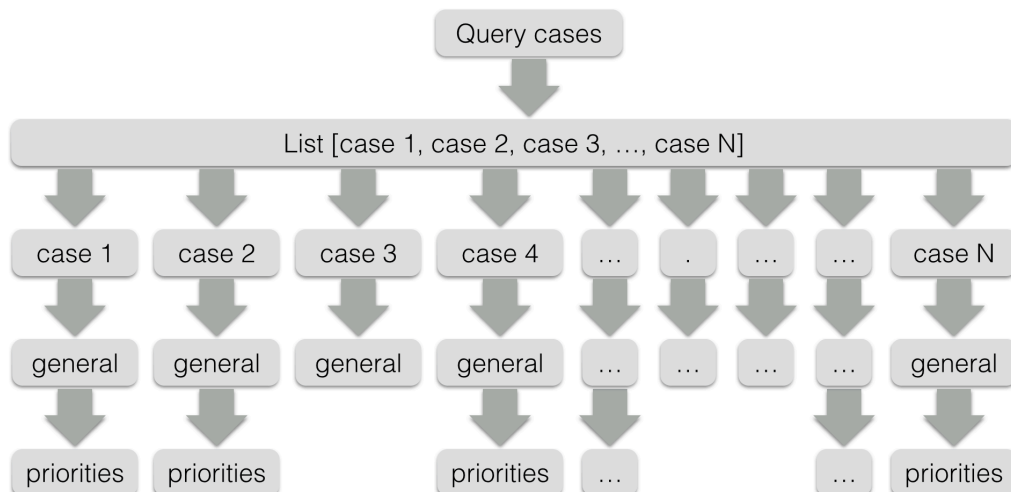 Query cases
List [case 1, case 2, case 3, …, case N]
case 1 case 2 case 3 case 4 … . … … case N
general general general general … … … … general
priorities priorities priorities … … priorities